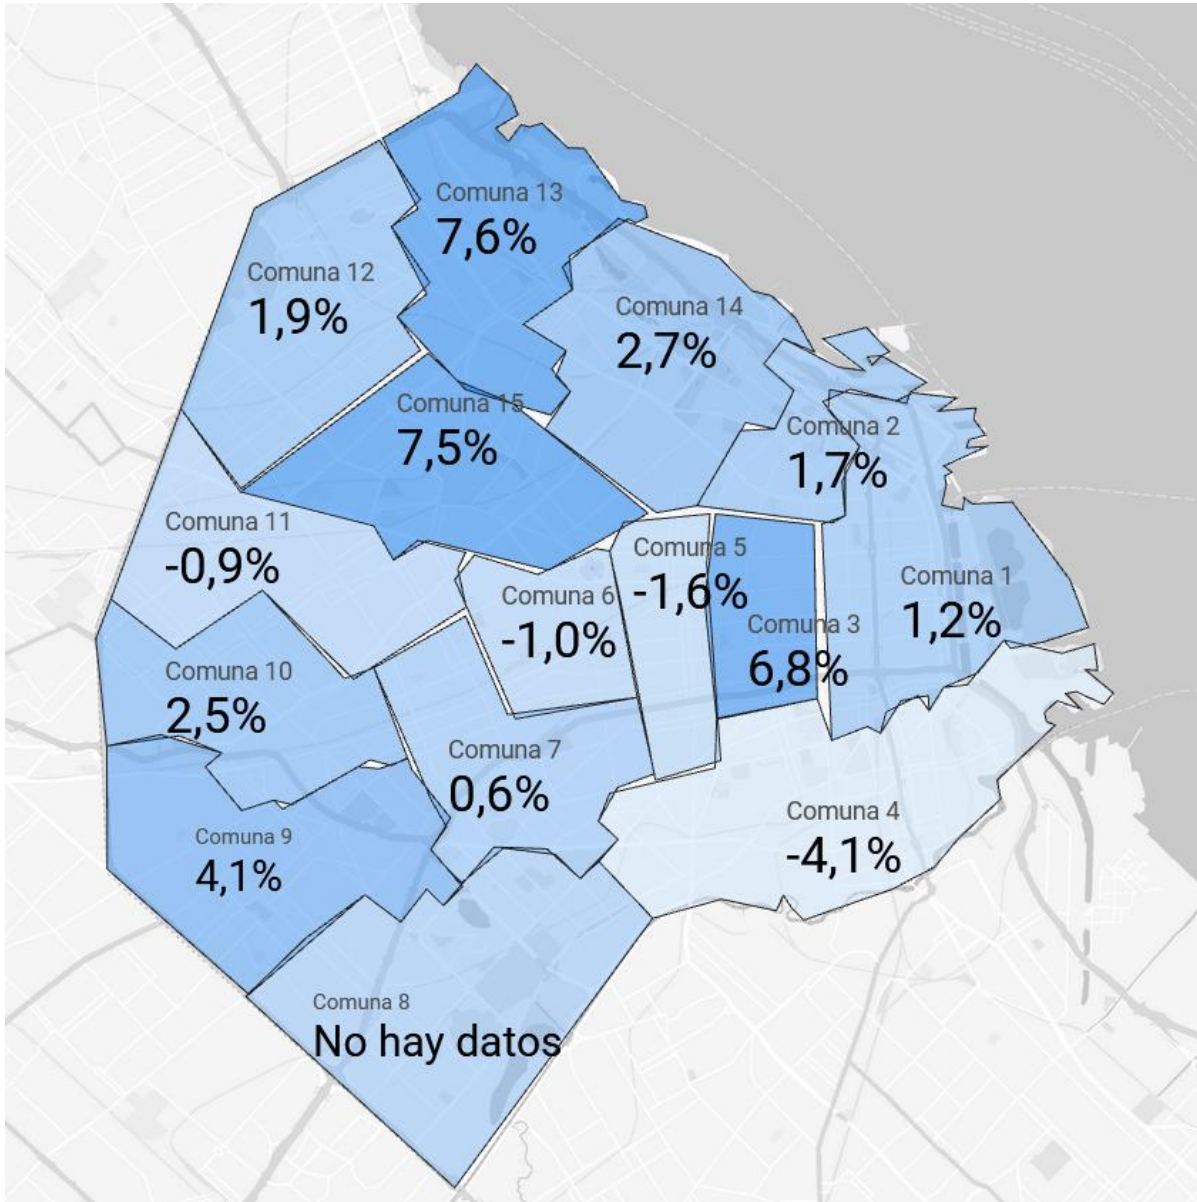 Comuna 13
7,6%
Comuna 12
1,9%
Comuna 14
2,7%
Comuna 15
7,5%
Comuna 2
1,7%
Comuna 11
-0,9%
Comuna 5
-1,6%
Comuna 6
-1,0%
Comuna 1
1,2%
Comuna 3
6,8%
Comuna 10
2,5%
Comuna 7
0,6%
Comuna 4
-4,1%
Comuna 9
4,1%
Comuna 8
No hay datos